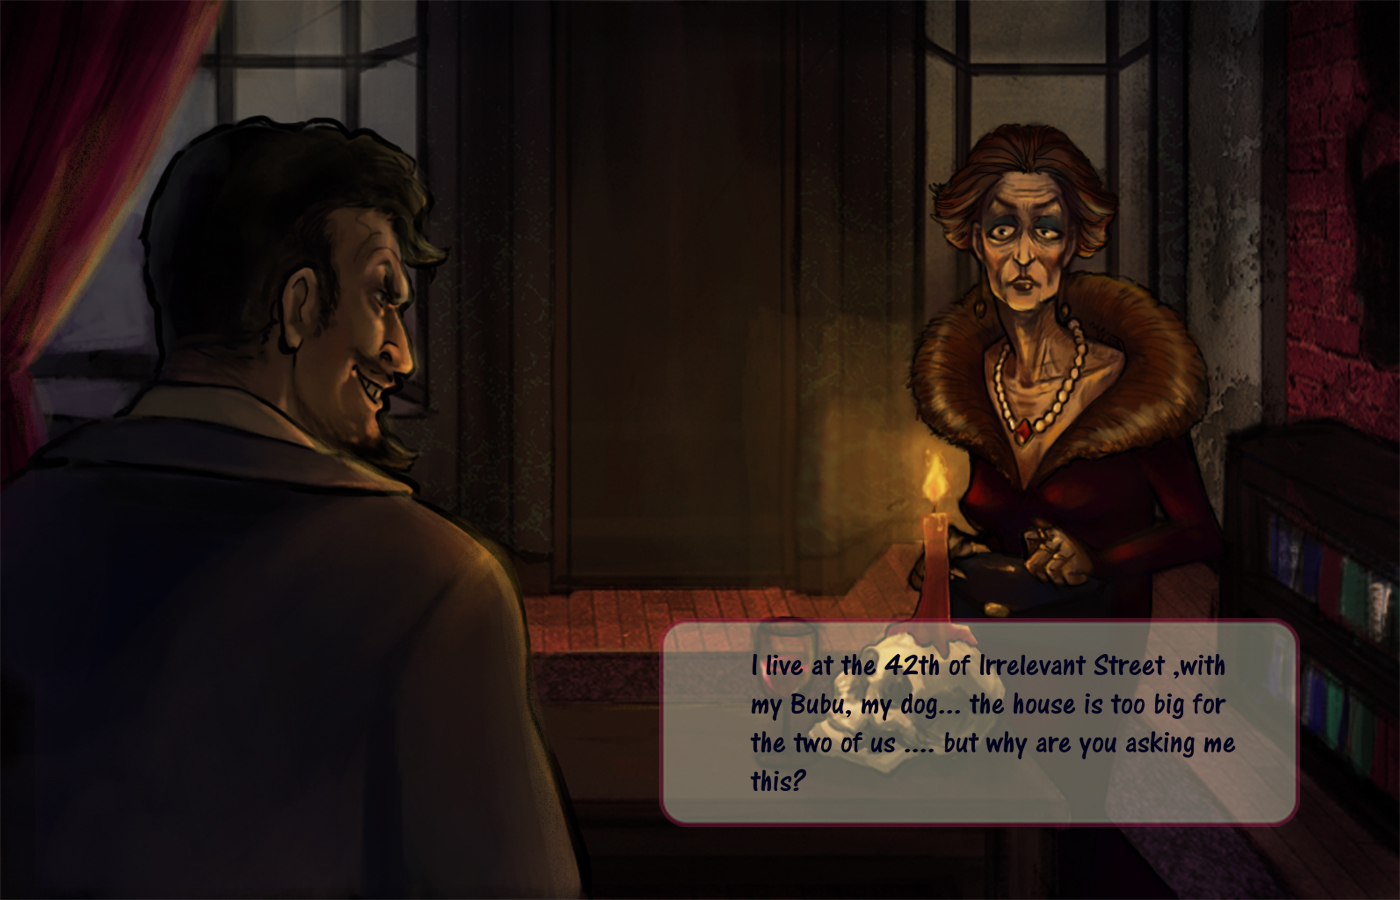 I live at the 42th of Irrelevant Street ,with
my Bubu, my dog... the house is too big for
the two of us .... but why are you asking me
this?